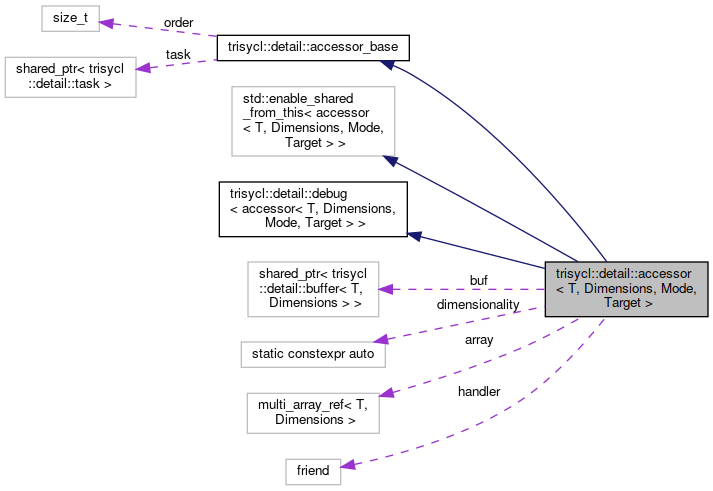 size_t
order
trisycl::detail::accessor_base
task
shared_ptr< trisycl
::detail::task >
std::enable_shared
_from_this< accessor
< T, Dimensions, Mode,
Target > >
trisycl::detail::debug
< accessor< T, Dimensions,
Mode, Target > >
trisycl::detail::accessor
< T, Dimensions, Mode,
Target >
shared_ptr< trisycl
::detail::buffer< T,
Dimensions > >
buf
dimensionality
static constexpr auto
array
multi_array_ref< T,
Dimensions >
handler
friend